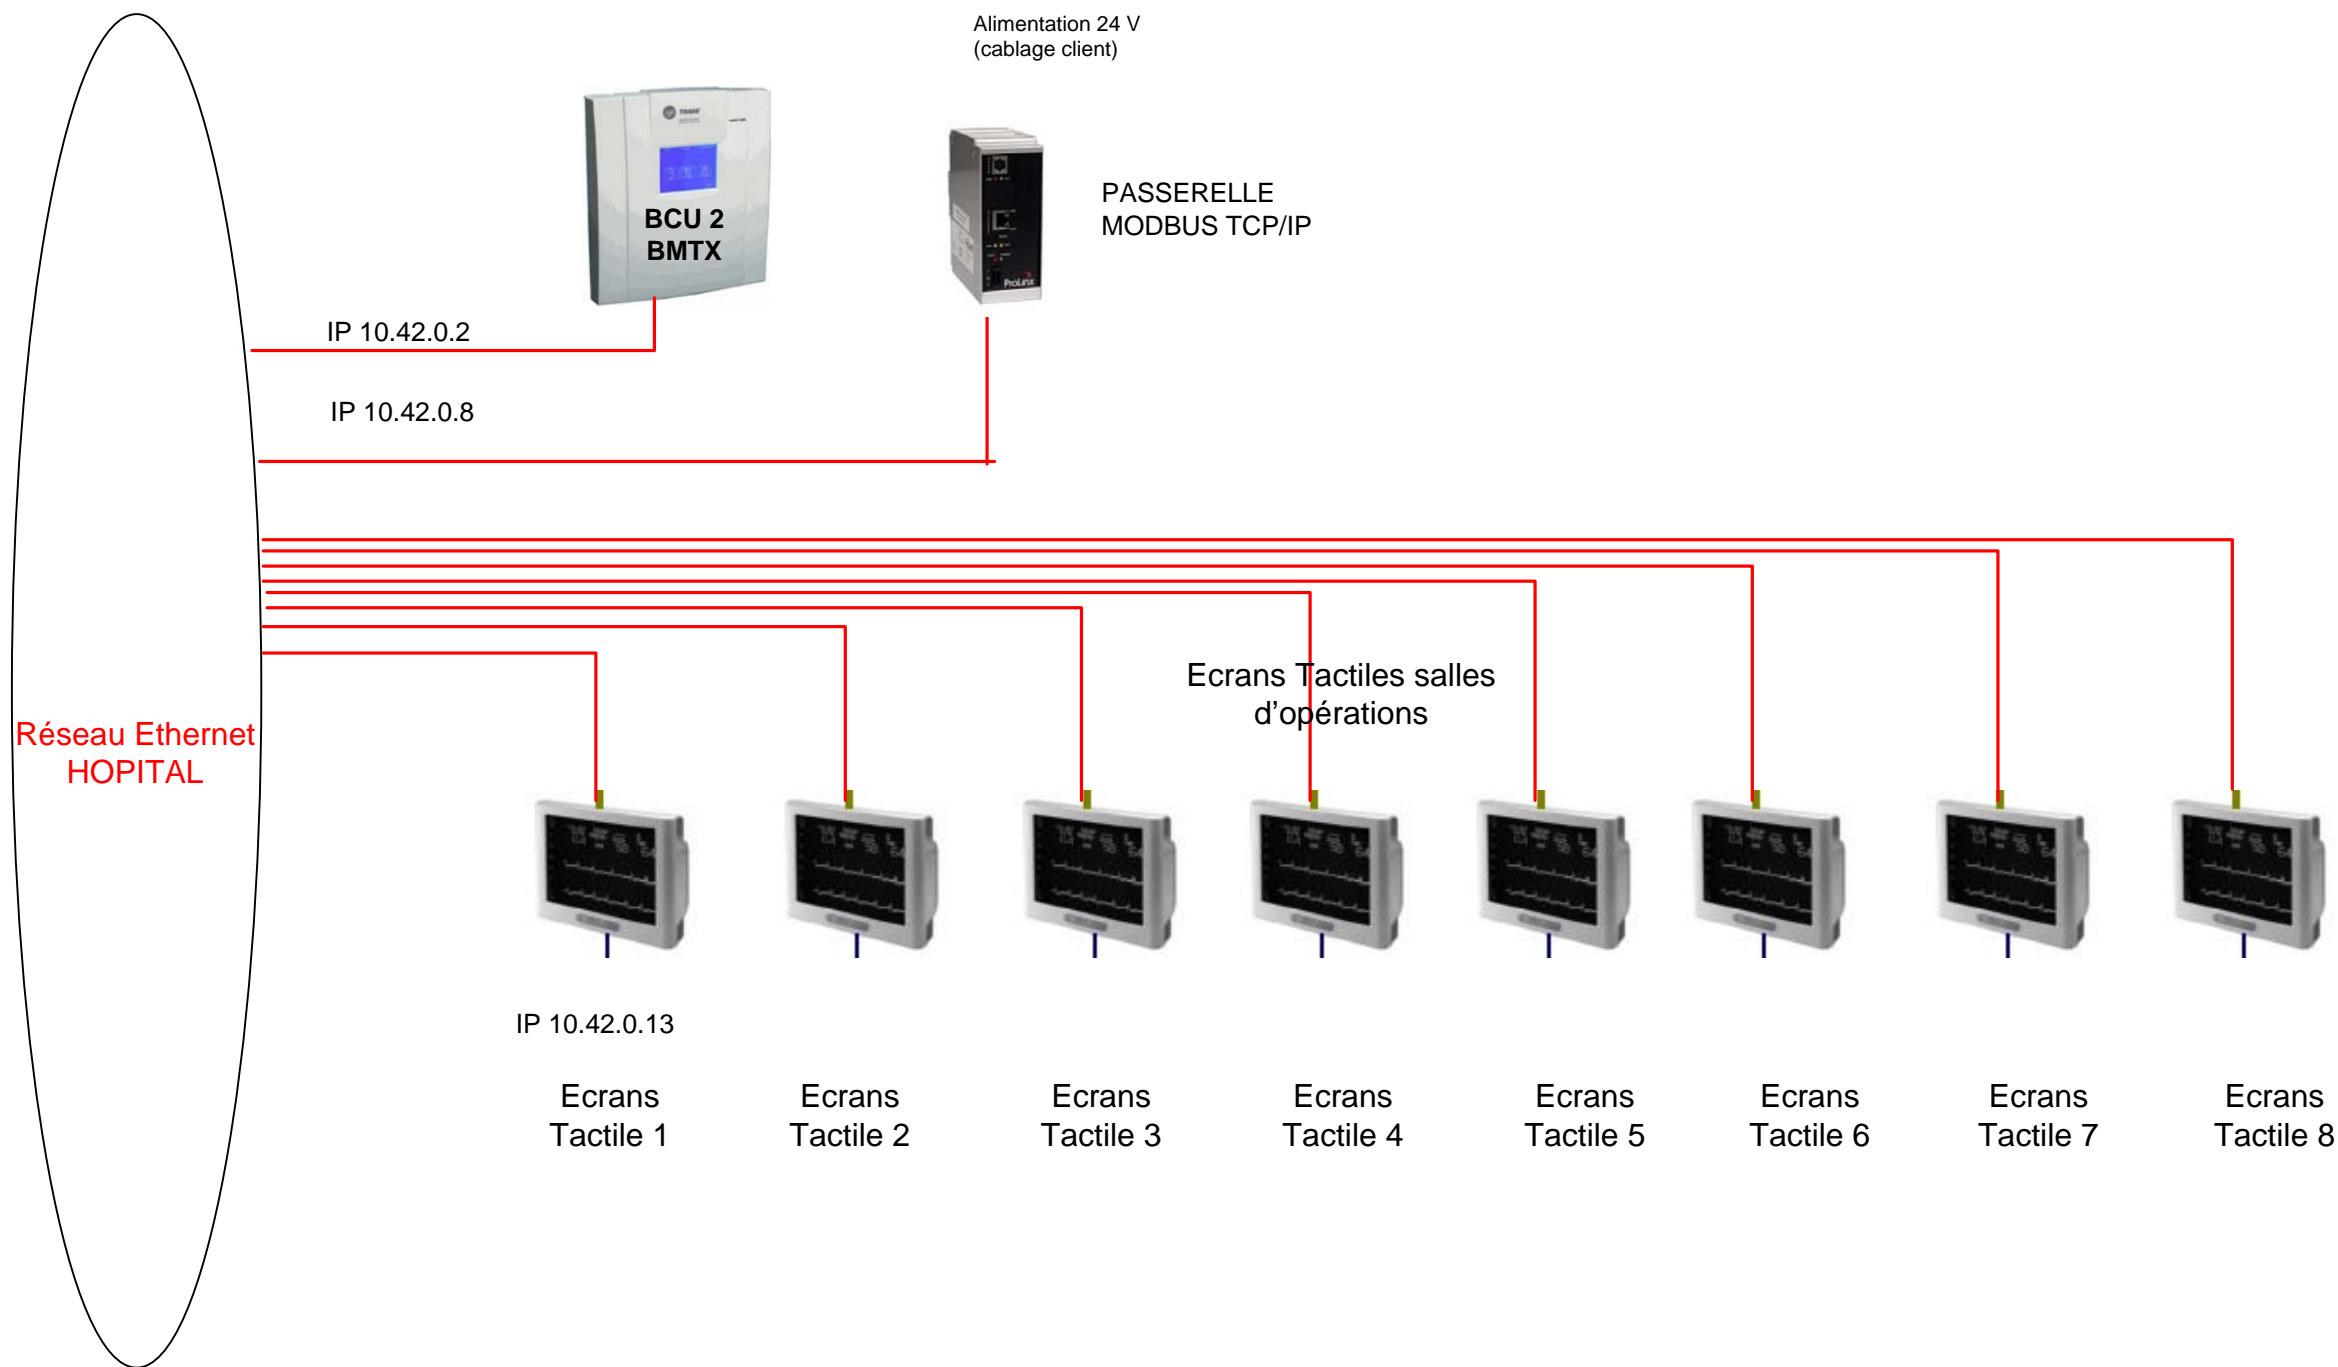 Alimentation 24 V
(cablage client)
TRANE
BCU 2
BMTX
ProLinx
PASSERELLE
MODBUS TCP/IP
IP 10.42.0.2
IP 10.42.0.8
Ecrans Tactiles salles
d’opérations
Réseau Ethernet
HOPITAL
IP 10.42.0.13
Ecrans
Tactile 1
Ecrans
Tactile 2
Ecrans
Tactile 3
Ecrans
Tactile 4
Ecrans
Tactile 5
Ecrans
Tactile 6
Ecrans
Tactile 7
Ecrans
Tactile 8